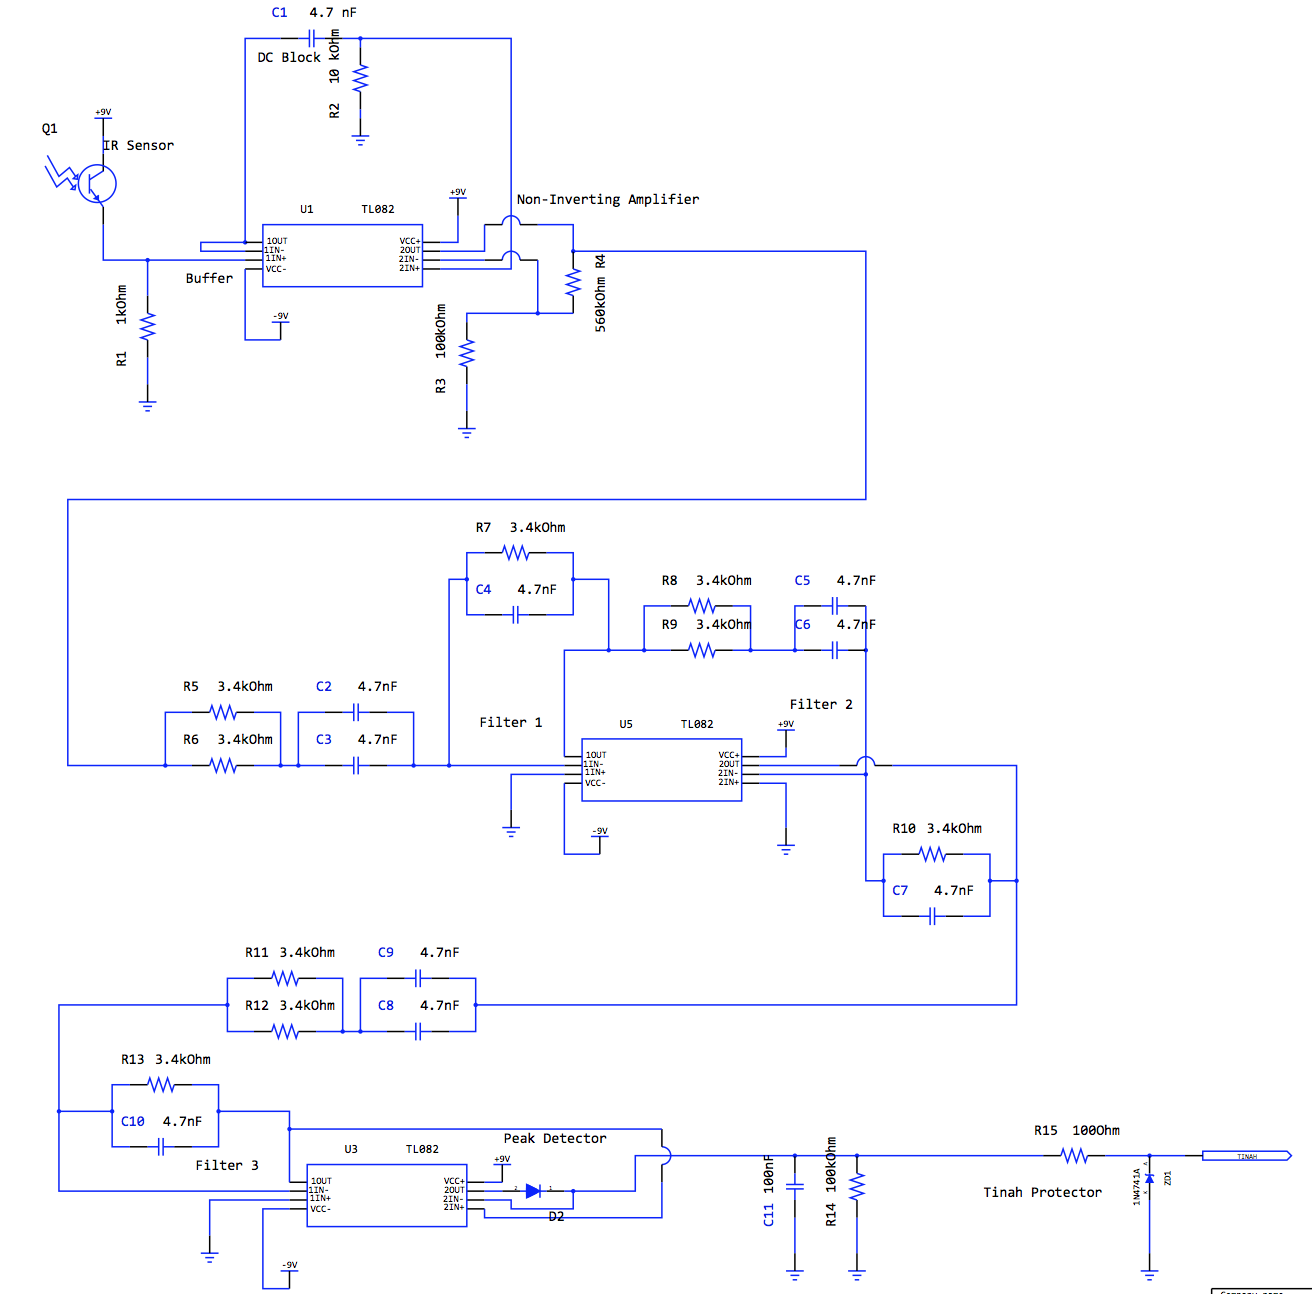 C1 4.7 nF
DC Block
10 kOhm
R2
+9V
Q1
IR Sensor
+9V
Non-Inverting Amplifier
U1 TL082
1OUT VCC+
1IN- 2OUT
1IN+ 2IN-
VCC- 2IN+
Buffer
R4
560kOhm
1kOhm
R1
-9V
100kOhm
R3
R7 3.4kOhm
C4 4.7nF
R8 3.4kOhm
C5 4.7nF
R9 3.4kOhm
C6 4.7nF
R5 3.4kOhm
C2 4.7nF
R6 3.4kOhm
C3 4.7nF
Filter 1
Filter 2
U5 TL082
+9V
1OUT VCC+
1IN- 2OUT
1IN+ 2IN-
VCC- 2IN+
-9V
R10 3.4kOhm
C7 4.7nF
R11 3.4kOhm
C9 4.7nF
R12 3.4kOhm
C8 4.7nF
R13 3.4kOhm
C10 4.7nF
Filter 3
U3 TL082
Peak Detector
+9V
1OUT VCC+
1IN- 2OUT
1IN+ 2IN-
VCC- 2IN+
2 1
D2
-9V
C11 100nF
R14 100kOhm
R15 100Ohm
TINAH
Tinah Protector
1N4741A
A
K
ZD1
Company name